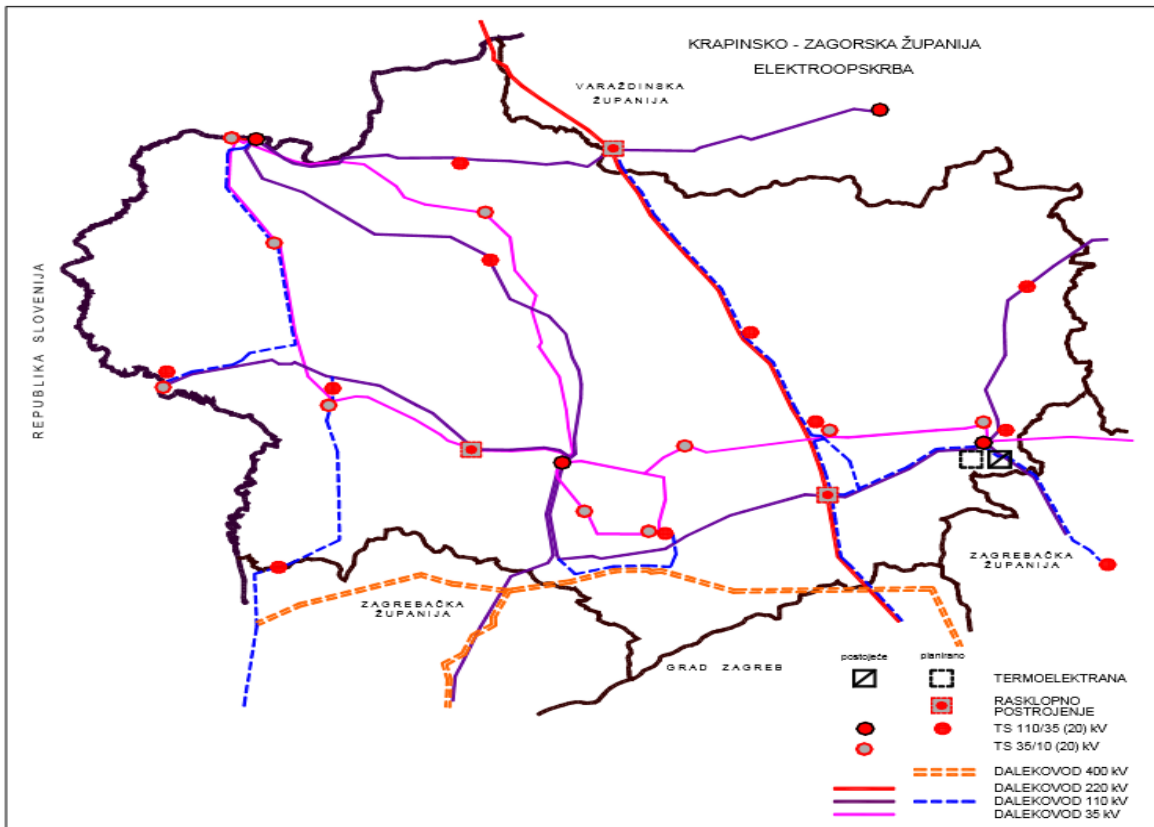 KRAPINSKO - ZAGORSKA ŽUPANIJA
ELEKTROOPSKRBA
VARAŽDINSKA
ŽUPANIJA
REPUBLIKA SLOVENIJA
ZAGREBAČKA
ŽUPANIJA
ZAGREBAČKA
ŽUPANIJA
GRAD ZAGREB
postojeće planirano
TERMOELEKTRANA
RASKLOPNO
POSTROJENJE
TS 110/35 (20) kV
TS 35/10 (20) kV
DALEKOVOD 400 kV
DALEKOVOD 220 kV
DALEKOVOD 110 kV
DALEKOVOD 35 kV